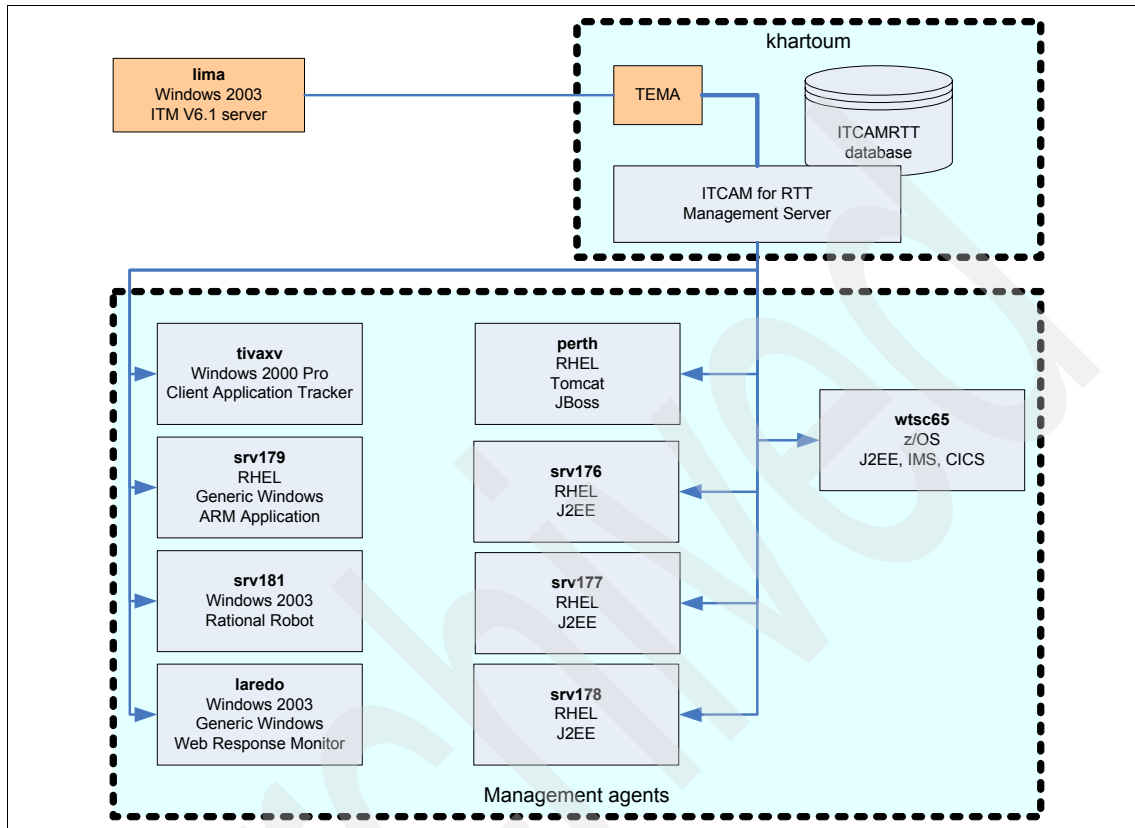 khartoum
lima
Windows 2003
ITM V6.1 server
TEMA
ITCAMRTT
database
ITCAM for RTT
Management Server
tivaxv
Windows 2000 Pro
Client Application Tracker
perth
RHEL
Tomcat
JBoss
wtsc65
z/OS
J2EE, IMS, CICS
srv179
RHEL
Generic Windows
ARM Application
srv176
RHEL
J2EE
srv181
Windows 2003
Rational Robot
srv177
RHEL
J2EE
laredo
Windows 2003
Generic Windows
Web Response Monitor
srv178
RHEL
J2EE
Management agents